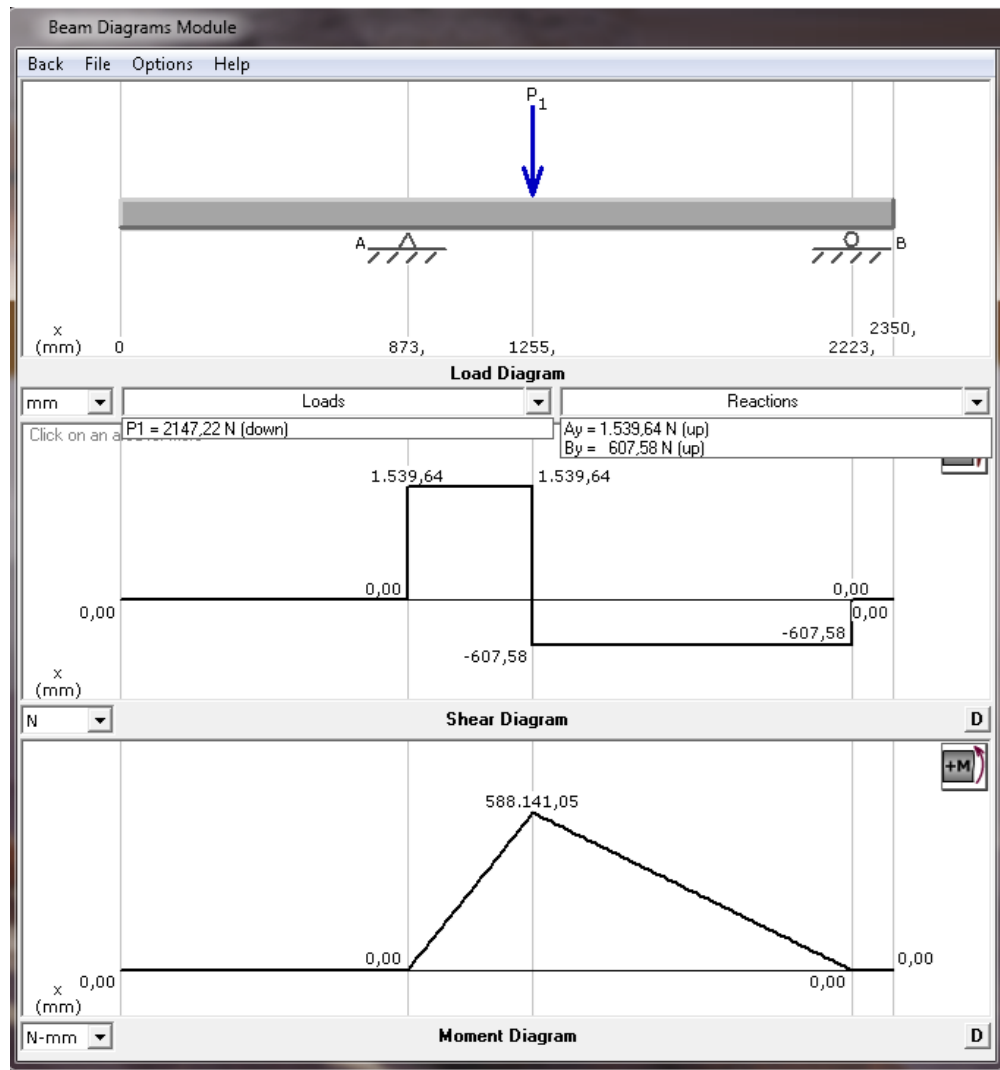 Beam Diagrams Module
Back File Options Help
P1
A
B
x
(mm) 0 873, 1255, 2223, 2350,
Load Diagram
mm Loads Reactions
P1 = 2147,22 N (down)
Ay = 1.539,64 N (up)
By = 607,58 N (up)
Click on an a
1.539,64 1.539,64
0,00 0,00
0,00 0,00
-607,58
-607,58
x
(mm)
N Shear Diagram D
+M
588.141,05
0,00 0,00
0,00 0,00
x
(mm)
N-mm Moment Diagram D